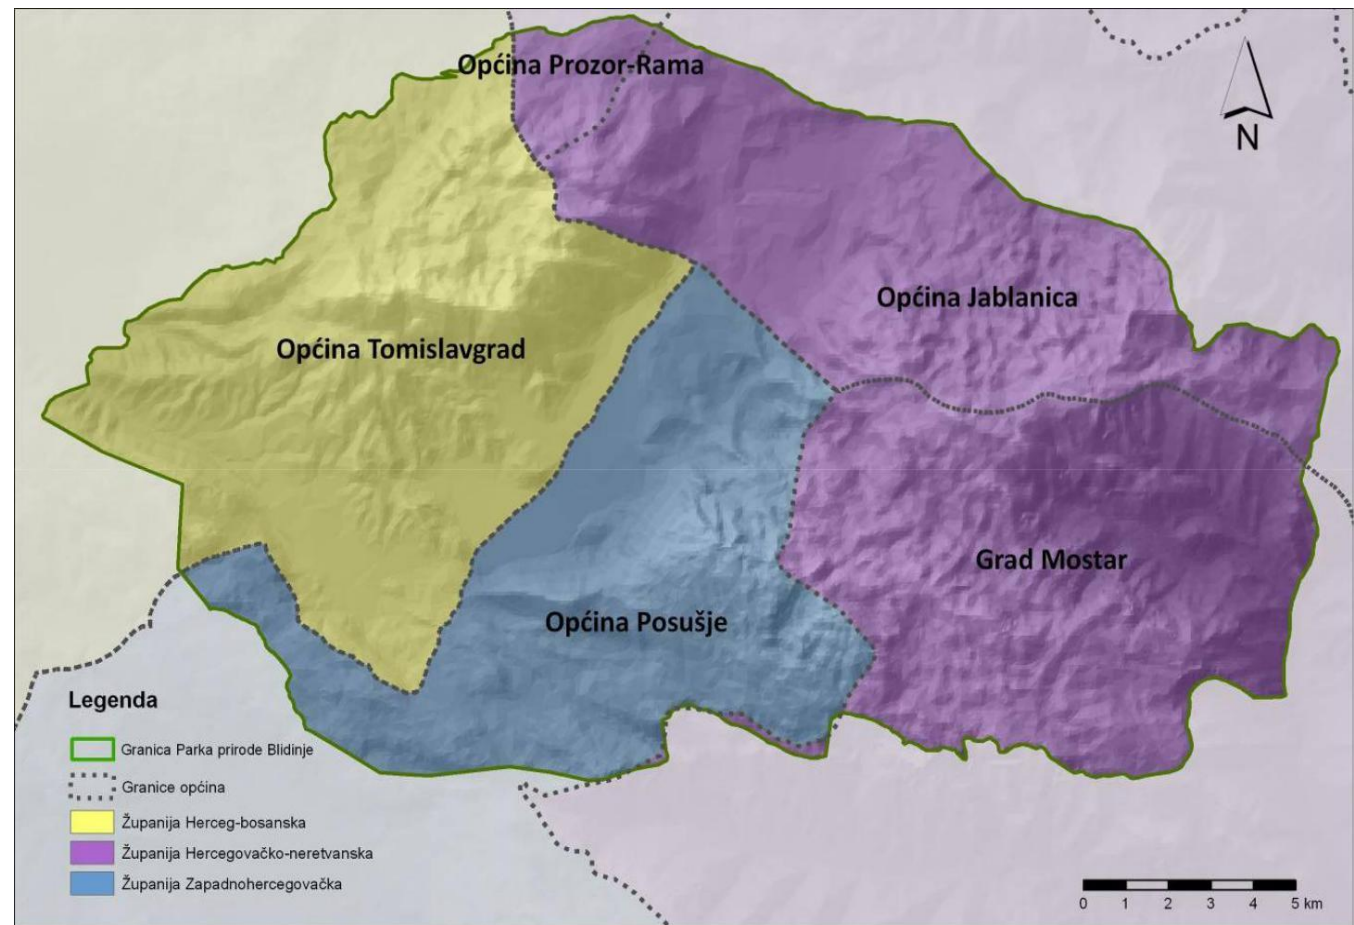 Općina Prozor-Rama
N
Općina Jablanica
Općina Tomislavgrad
Grad Mostar
Općina Posušje
Legenda
Granica Parka prirode Blidinje
Granice općina
Županija Herceg-bosanska
Županija Hercegovačko-neretvanska
Županija Zapadnohercegovačka
0 1 2 3 4 5 km